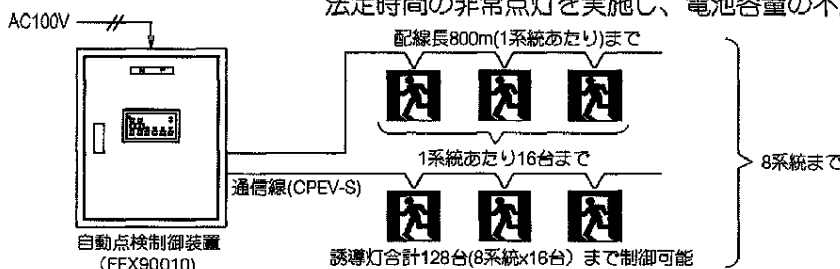 法定時間の非常点灯を実施し、電池容量の不
AC100V
配線長800m(1系統あたり)まで
1系統あたり16台まで
8系統まで
通信線(CPEV-S)
自動点検制御装置
(FFX90010)
誘導灯合計128台(8系統x16台) まで制御可能